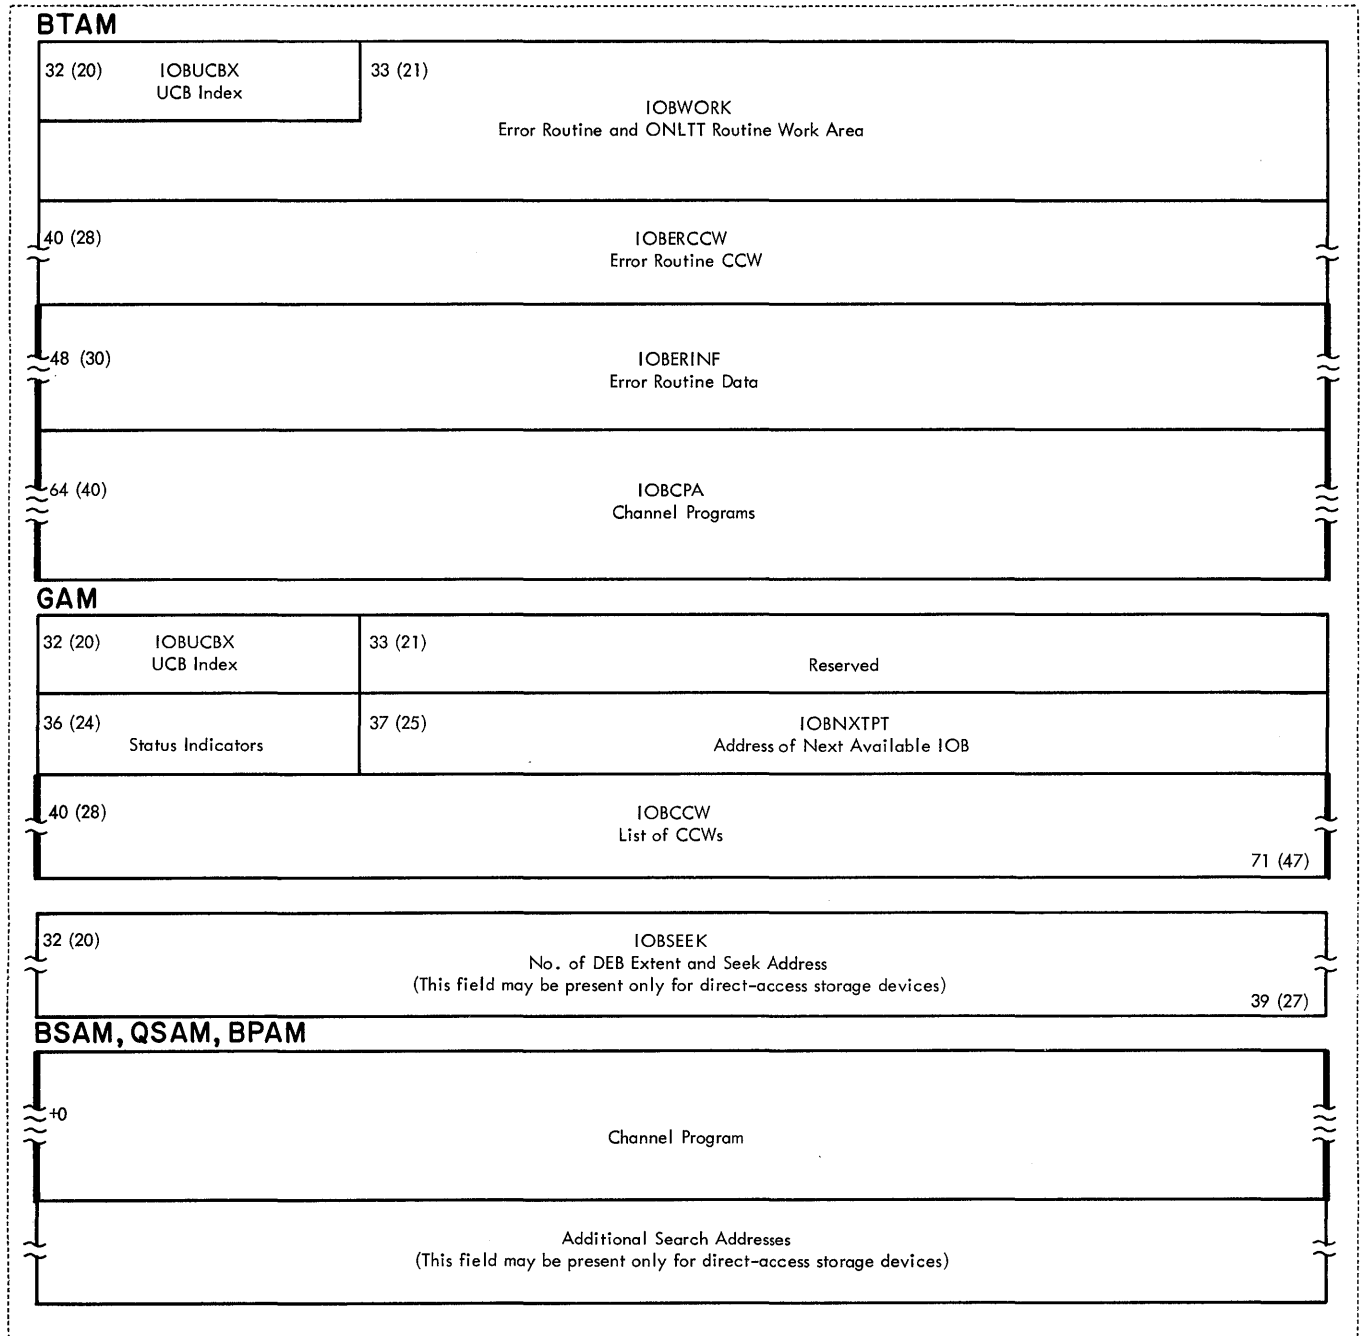 BTAM
32 (20) IOBUCBX 33 (21)
UCB Index
IOBWORK
Error Routine and ONLTT Routine Work Area
40 (28) IOBERCCW
Error Routine CCW
48 (30) IOBERINF
Error Routine Data
64 (40) IOBCPA
Channel Programs
GAM
32 (20) IOBUCBX 33 (21)
UCB Index Reserved
36 (24) 37 (25) IOBNXTPT
Status Indicators Address of Next Available IOB
40 (28) IOBCCW
List of CCWs
71 (47)
32 (20) IOBSEEK
No. of DEB Extent and Seek Address
(This field may be present only for direct-access storage devices)
39 (27)
BSAM, QSAM, BPAM
+0
Channel Program
Additional Search Addresses
(This field may be present only for direct-access storage devices)